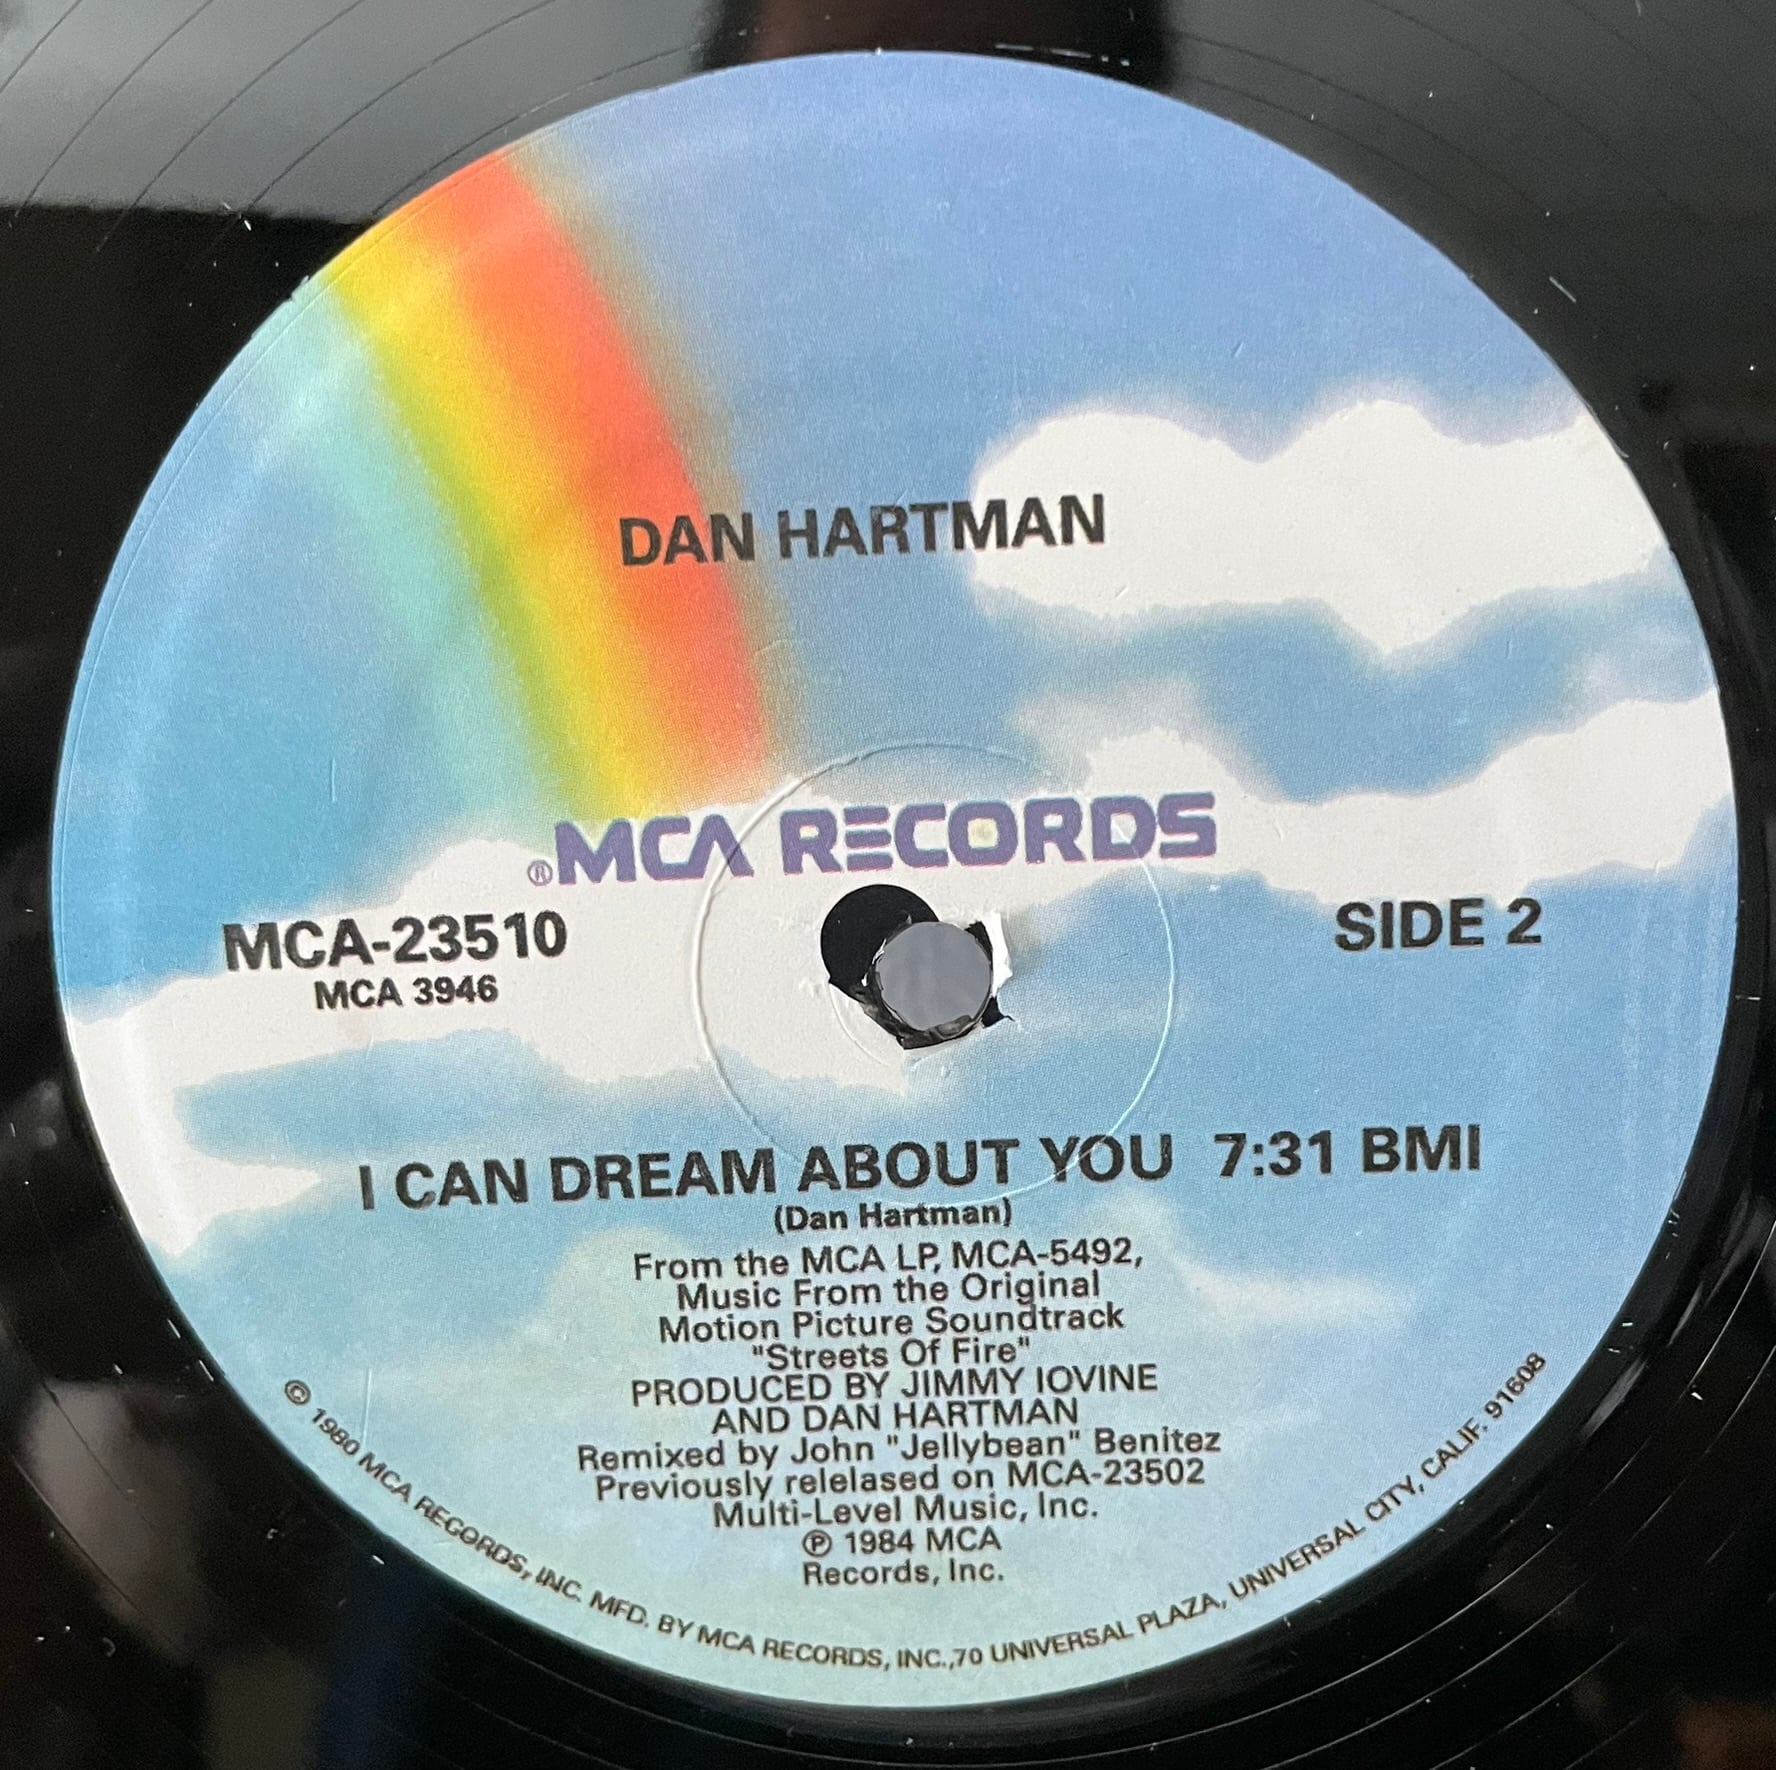 DAN HARTMAN
®MCA RECORDS
MCA-23510
MCA 3946
SIDE 2
I CAN DREAM ABOUT YOU 7:31 BMI
(Dan Hartman)
From the MCA LP, MCA-5492,
Music From the Original
Motion Picture Soundtrack
"Streets Of Fire"
PRODUCED BY JIMMY IOVINE
AND DAN HARTMAN
Remixed by John "Jellybean" Benitez
Previously relelased on MCA-23502
Multi-Level Music, Inc.
℗ 1984 MCA
Records, Inc.
© 1980 MCA RECORDS, INC. MFD. BY MCA RECORDS, INC.,70 UNIVERSAL PLAZA, UNIVERSAL CITY, CALIF. 91608